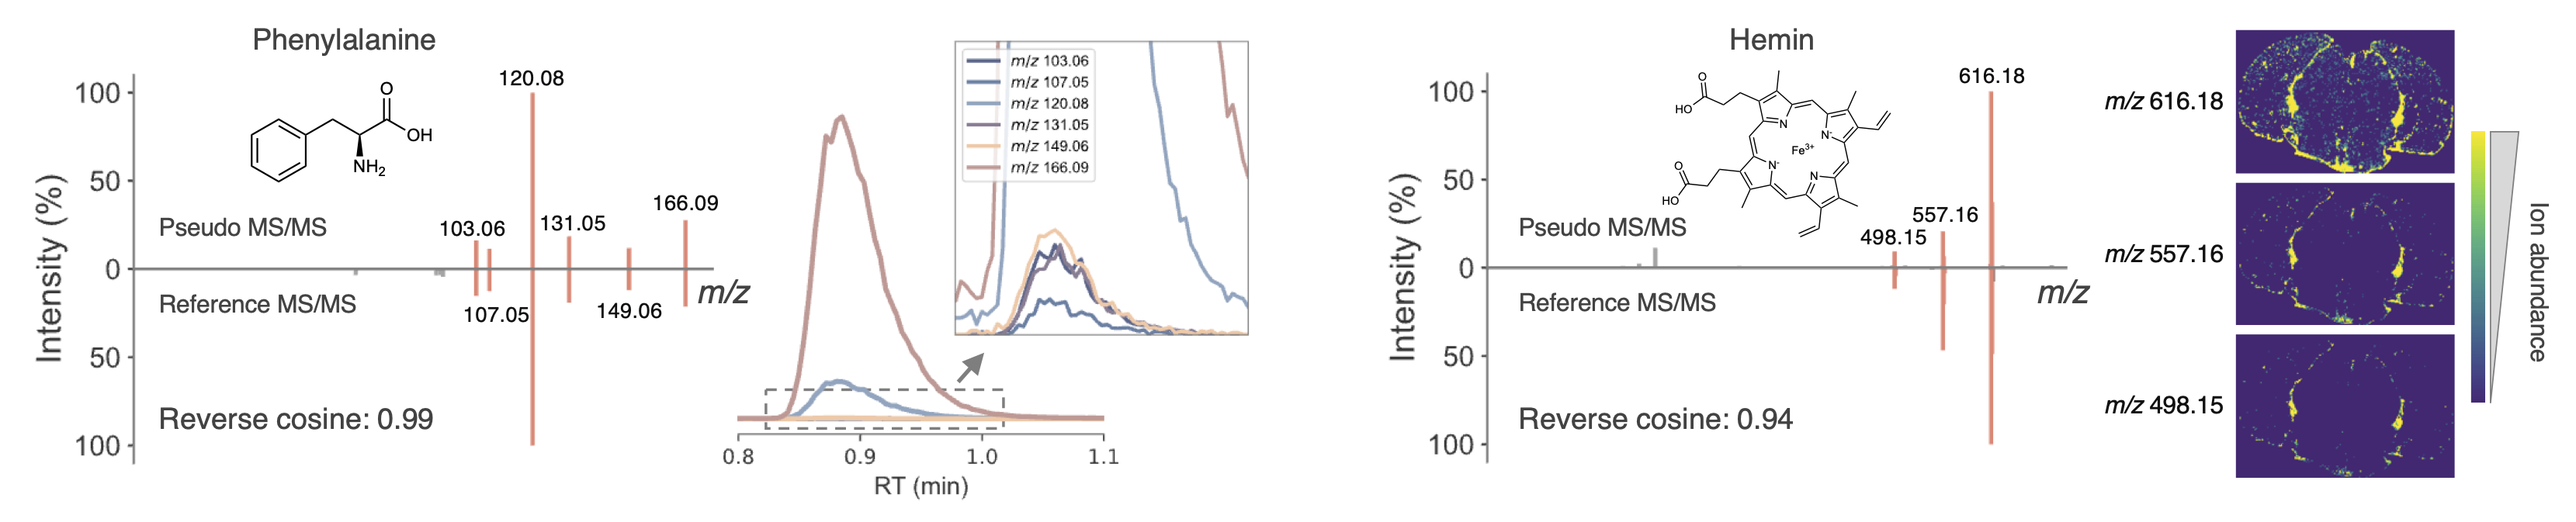 Phenylalanine
120.08
100
O
OH
NH2
50
Intensity (%)
Pseudo MS/MS
103.06
131.05
166.09
0
m/z
Reference MS/MS
107.05
149.06
50
Reverse cosine: 0.99
100
m/z 103.06
m/z 107.05
m/z 120.08
m/z 131.05
m/z 149.06
m/z 166.09
0.8
0.9
1.0
1.1
RT (min)
Hemin
616.18
100
O
HO
N
N-
Fe3+
N-
N
O
HO
50
Intensity (%)
Pseudo MS/MS
557.16
498.15
0
m/z
Reference MS/MS
50
Reverse cosine: 0.94
100
m/z 616.18
m/z 557.16
m/z 498.15
Ion abundance